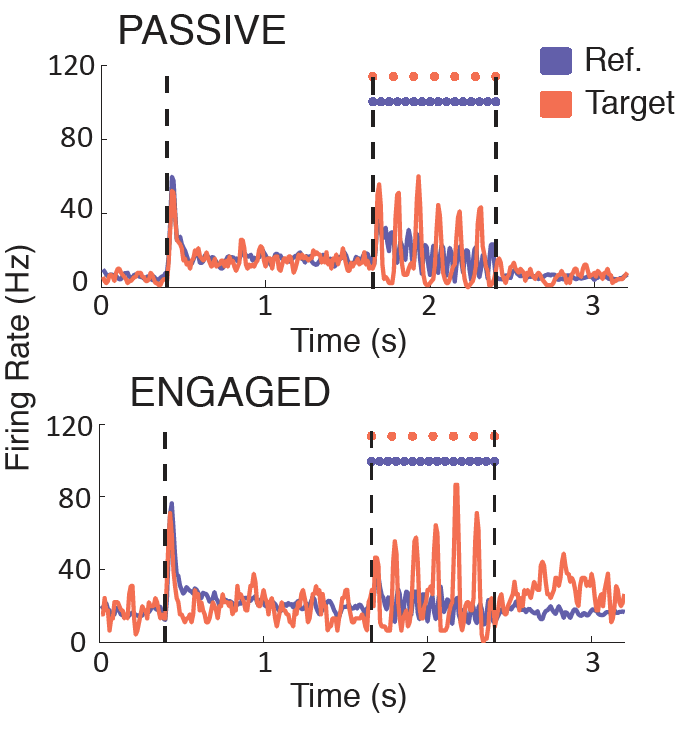 PASSIVE
Ref.
Target
120
80
40
0
0 1 2 3
Time (s)
Firing Rate (Hz)
ENGAGED
120
80
40
0
0 1 2 3
Time (s)